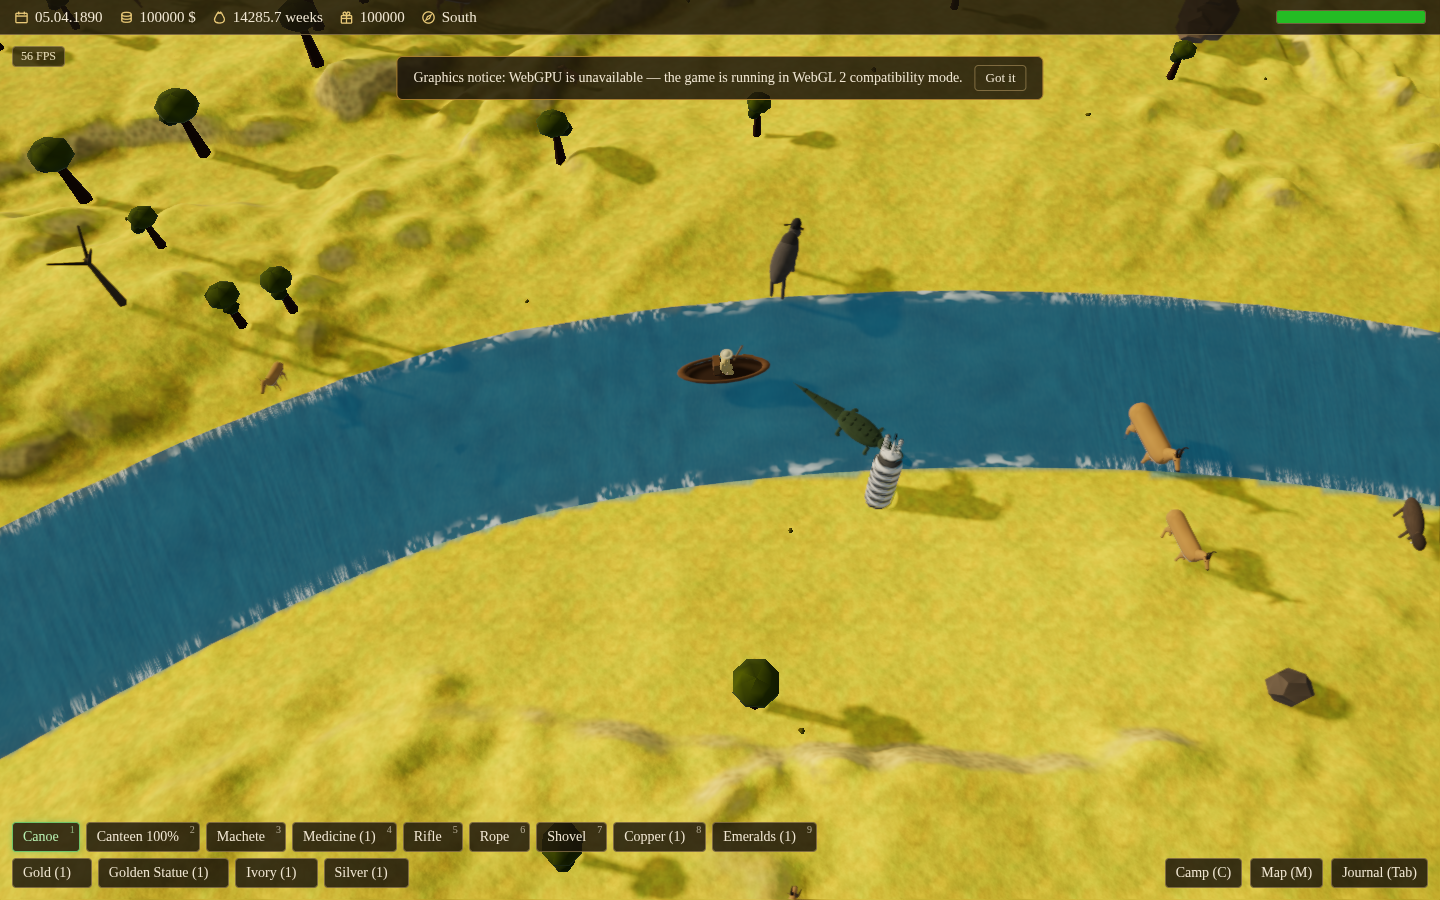 05.04.1890 100000 $ 14285.7 weeks 100000 South
56 FPS
Graphics notice: WebGPU is unavailable — the game is running in WebGL 2 compatibility mode. Got it
Canoe 1 Canteen 100% 2 Machete 3 Medicine (1) 4 Rifle 5 Rope 6 Shovel 7 Copper (1) 8 Emeralds (1) 9
Gold (1) Golden Statue (1) Ivory (1) Silver (1) Camp (C) Map (M) Journal (Tab)